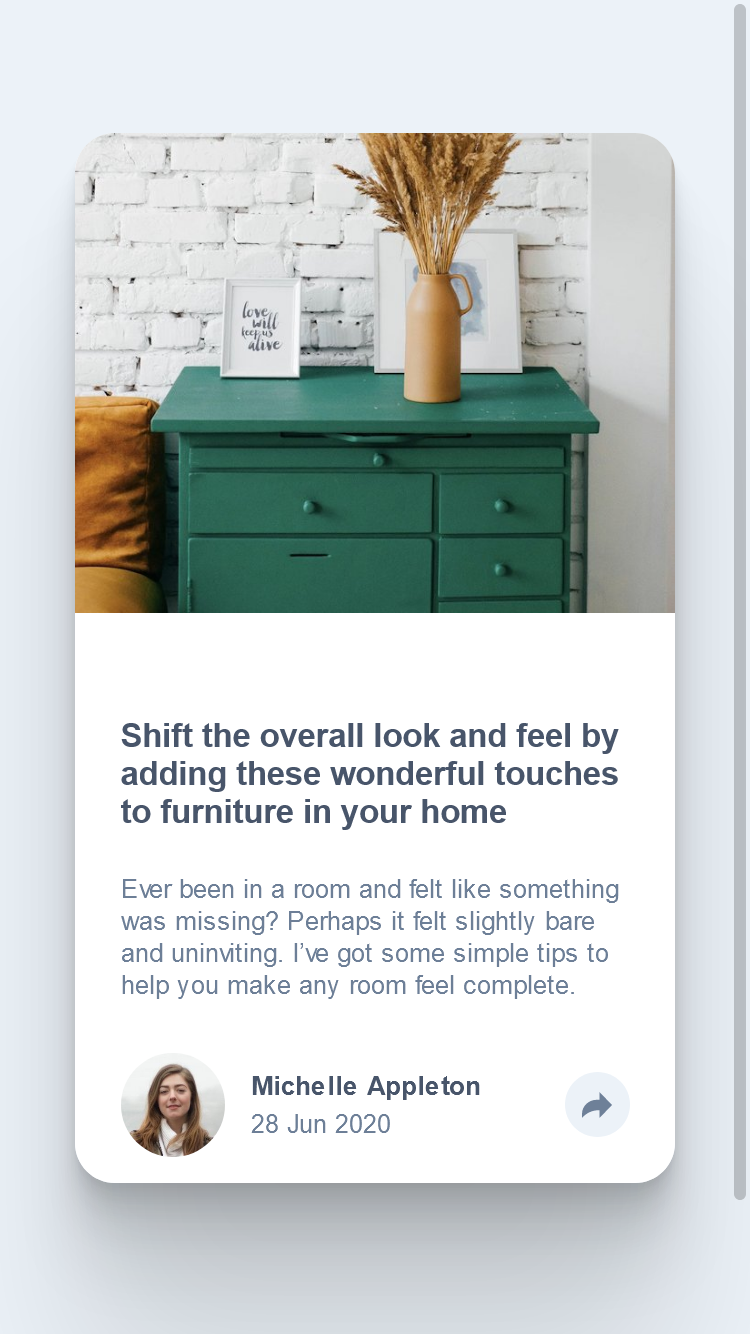 love
will
keep us
alive
Shift the overall look and feel by
adding these wonderful touches
to furniture in your home
Ever been in a room and felt like something
was missing? Perhaps it felt slightly bare
and uninviting. I’ve got some simple tips to
help you make any room feel complete.
Michelle Appleton
28 Jun 2020